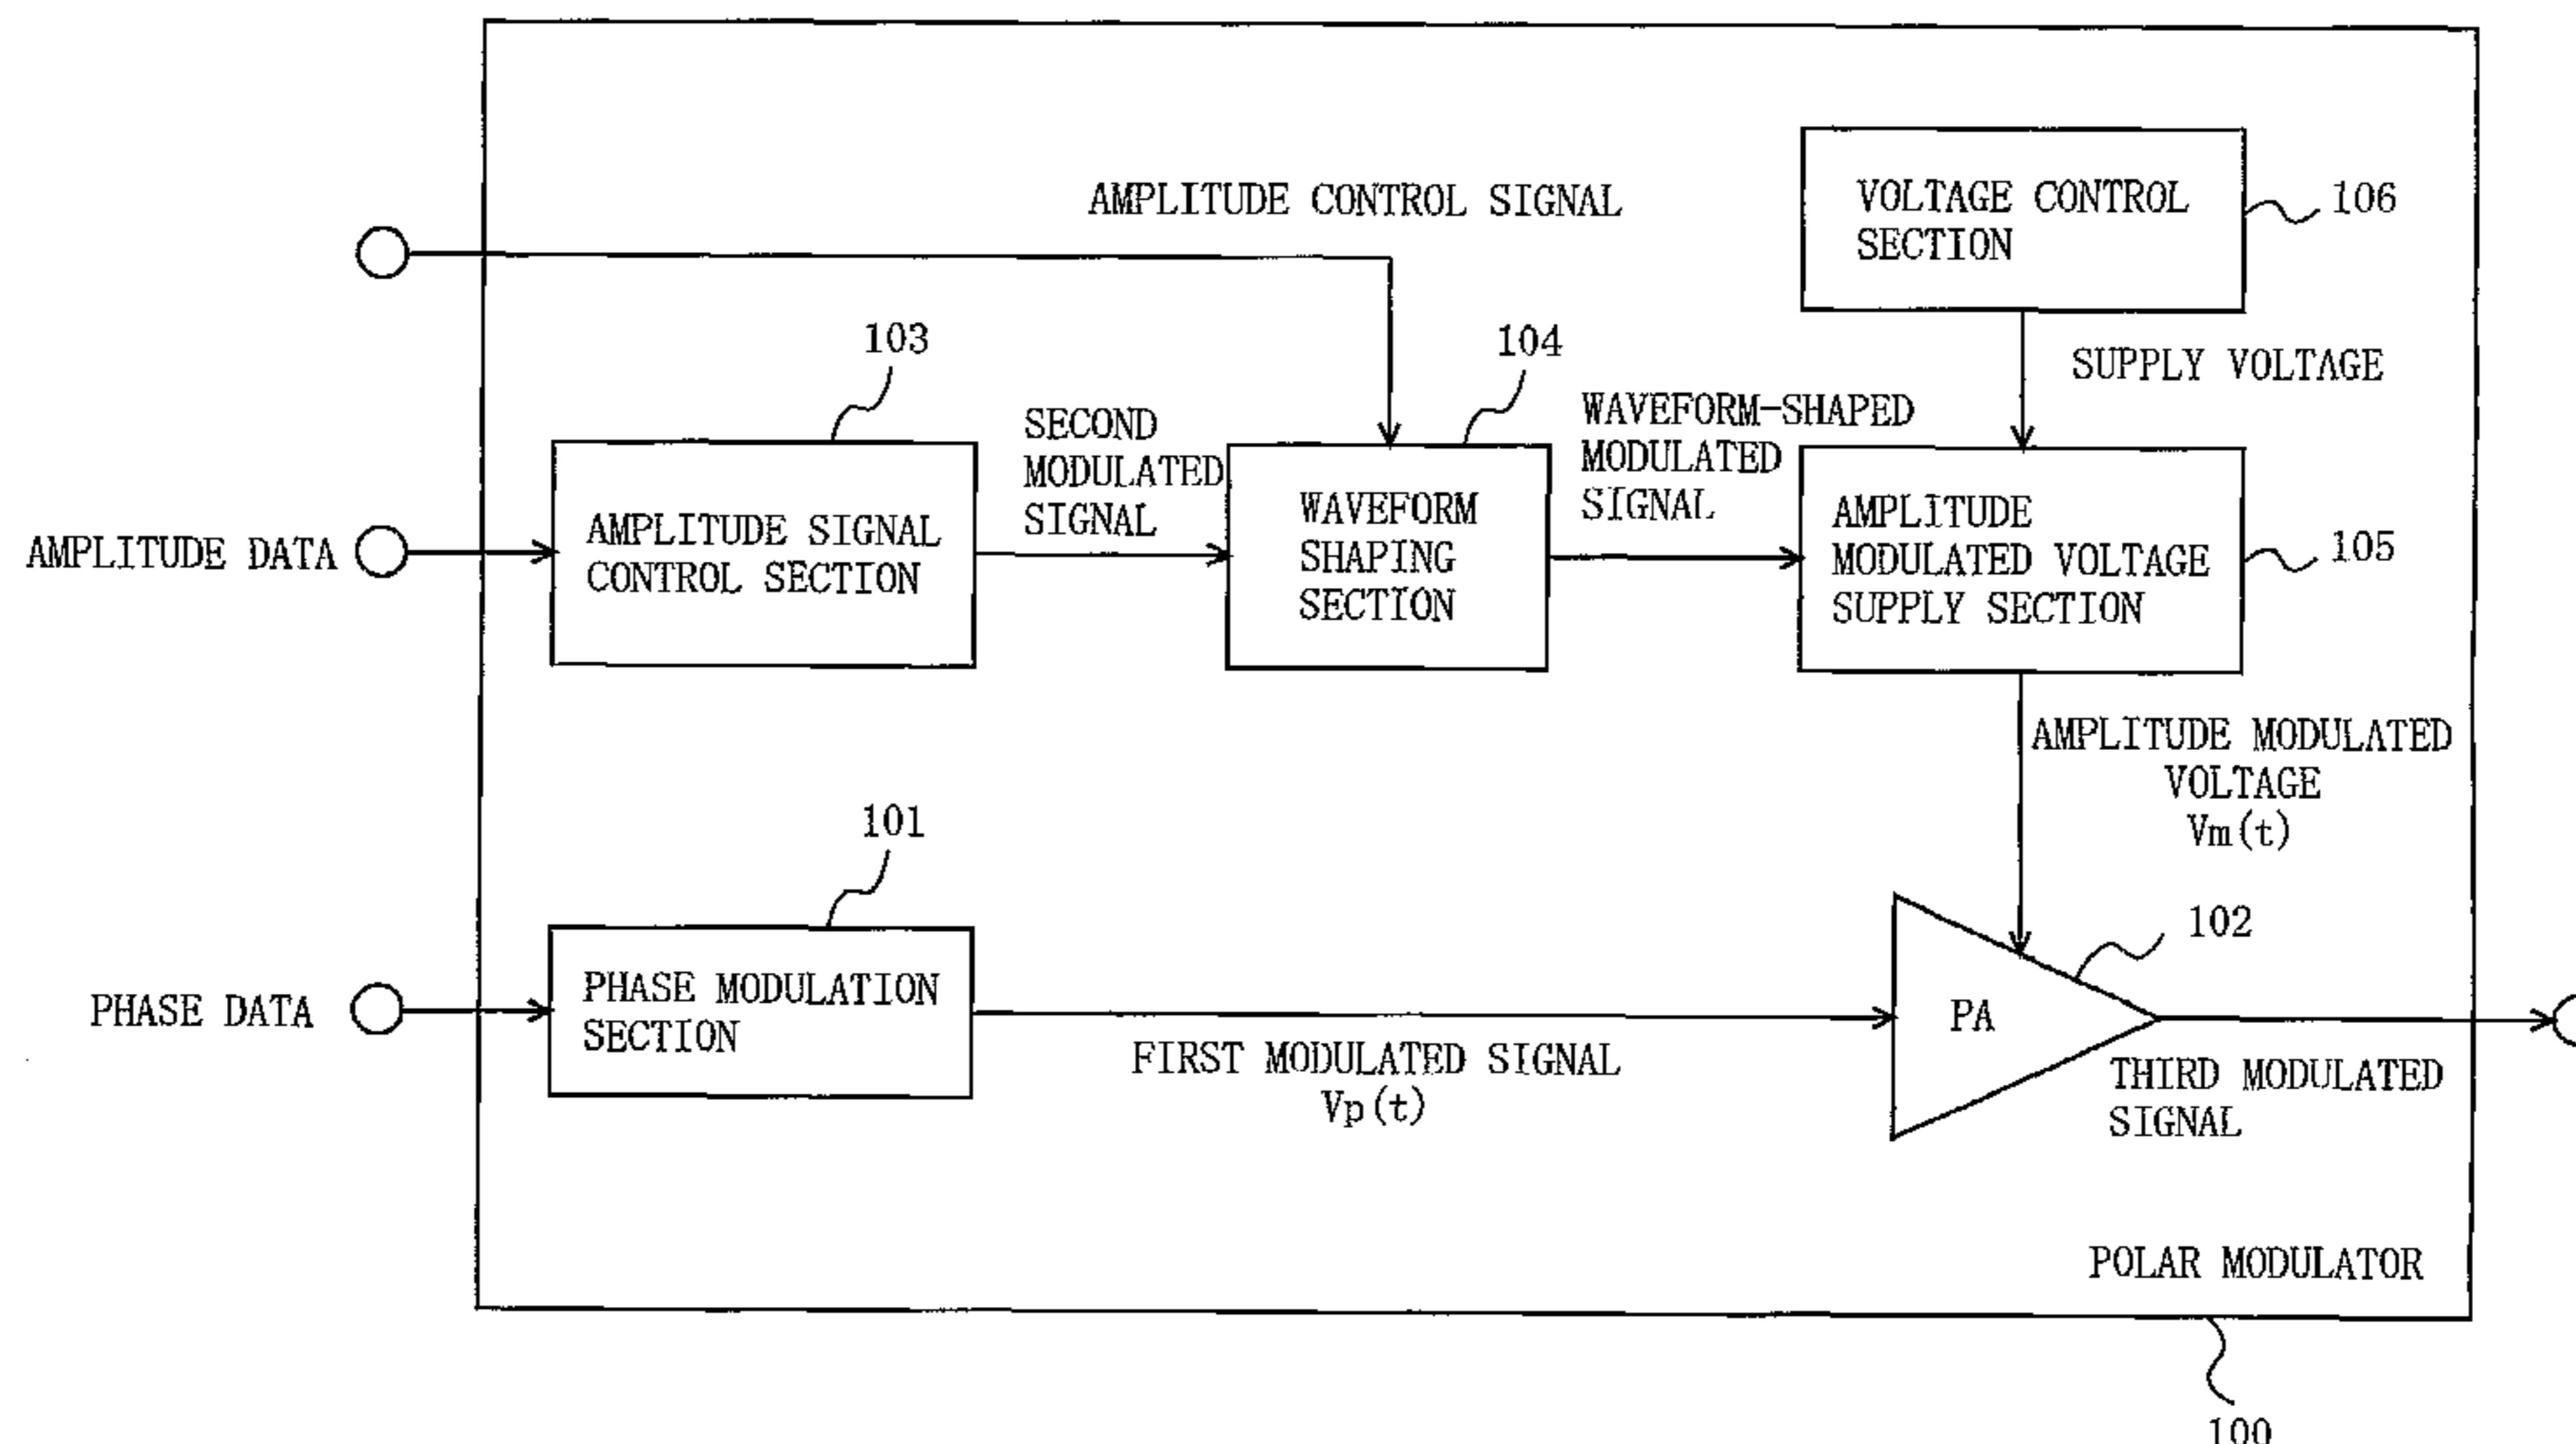 AMPLITUDE CONTROL SIGNAL
VOLTAGE CONTROL
SECTION
106
SUPPLY VOLTAGE
103
104
SECOND
MODULATED
SIGNAL
WAVEFORM-SHAPED
MODULATED
SIGNAL
AMPLITUDE DATA
AMPLITUDE SIGNAL
CONTROL SECTION
WAVEFORM
SHAPING
SECTION
AMPLITUDE
MODULATED VOLTAGE
SUPPLY SECTION
105
AMPLITUDE MODULATED
VOLTAGE
Vm(t)
101
102
PHASE DATA
PHASE MODULATION
SECTION
FIRST MODULATED SIGNAL
Vp(t)
PA
THIRD MODULATED
SIGNAL
POLAR MODULATOR
100